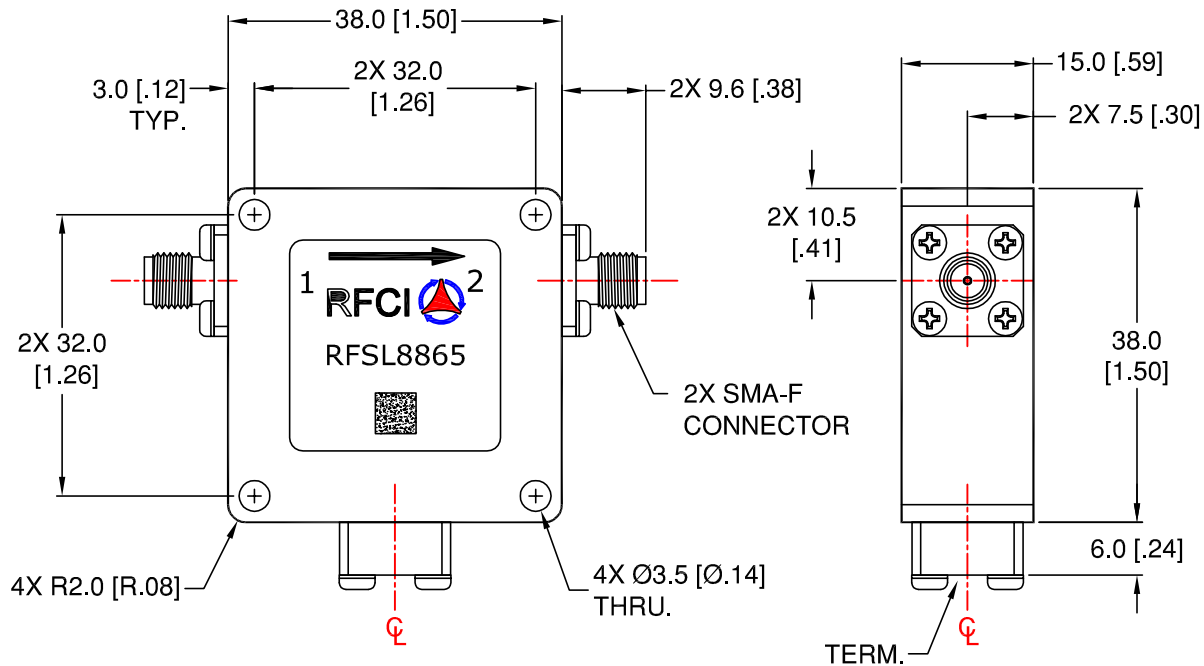 38.0 [1.50]
2X 32.0
[1.26]
3.0 [.12]
TYP.
2X 9.6 [.38]
15.0 [.59]
2X 7.5 [.30]
2X 10.5
[.41]
1
2
RFCI
RFSL8865
2X 32.0
[1.26]
2X SMA-F
CONNECTOR
38.0
[1.50]
6.0 [.24]
4X R2.0 [R.08]
4X Ø3.5 [Ø.14]
THRU.
℄
TERM.
℄